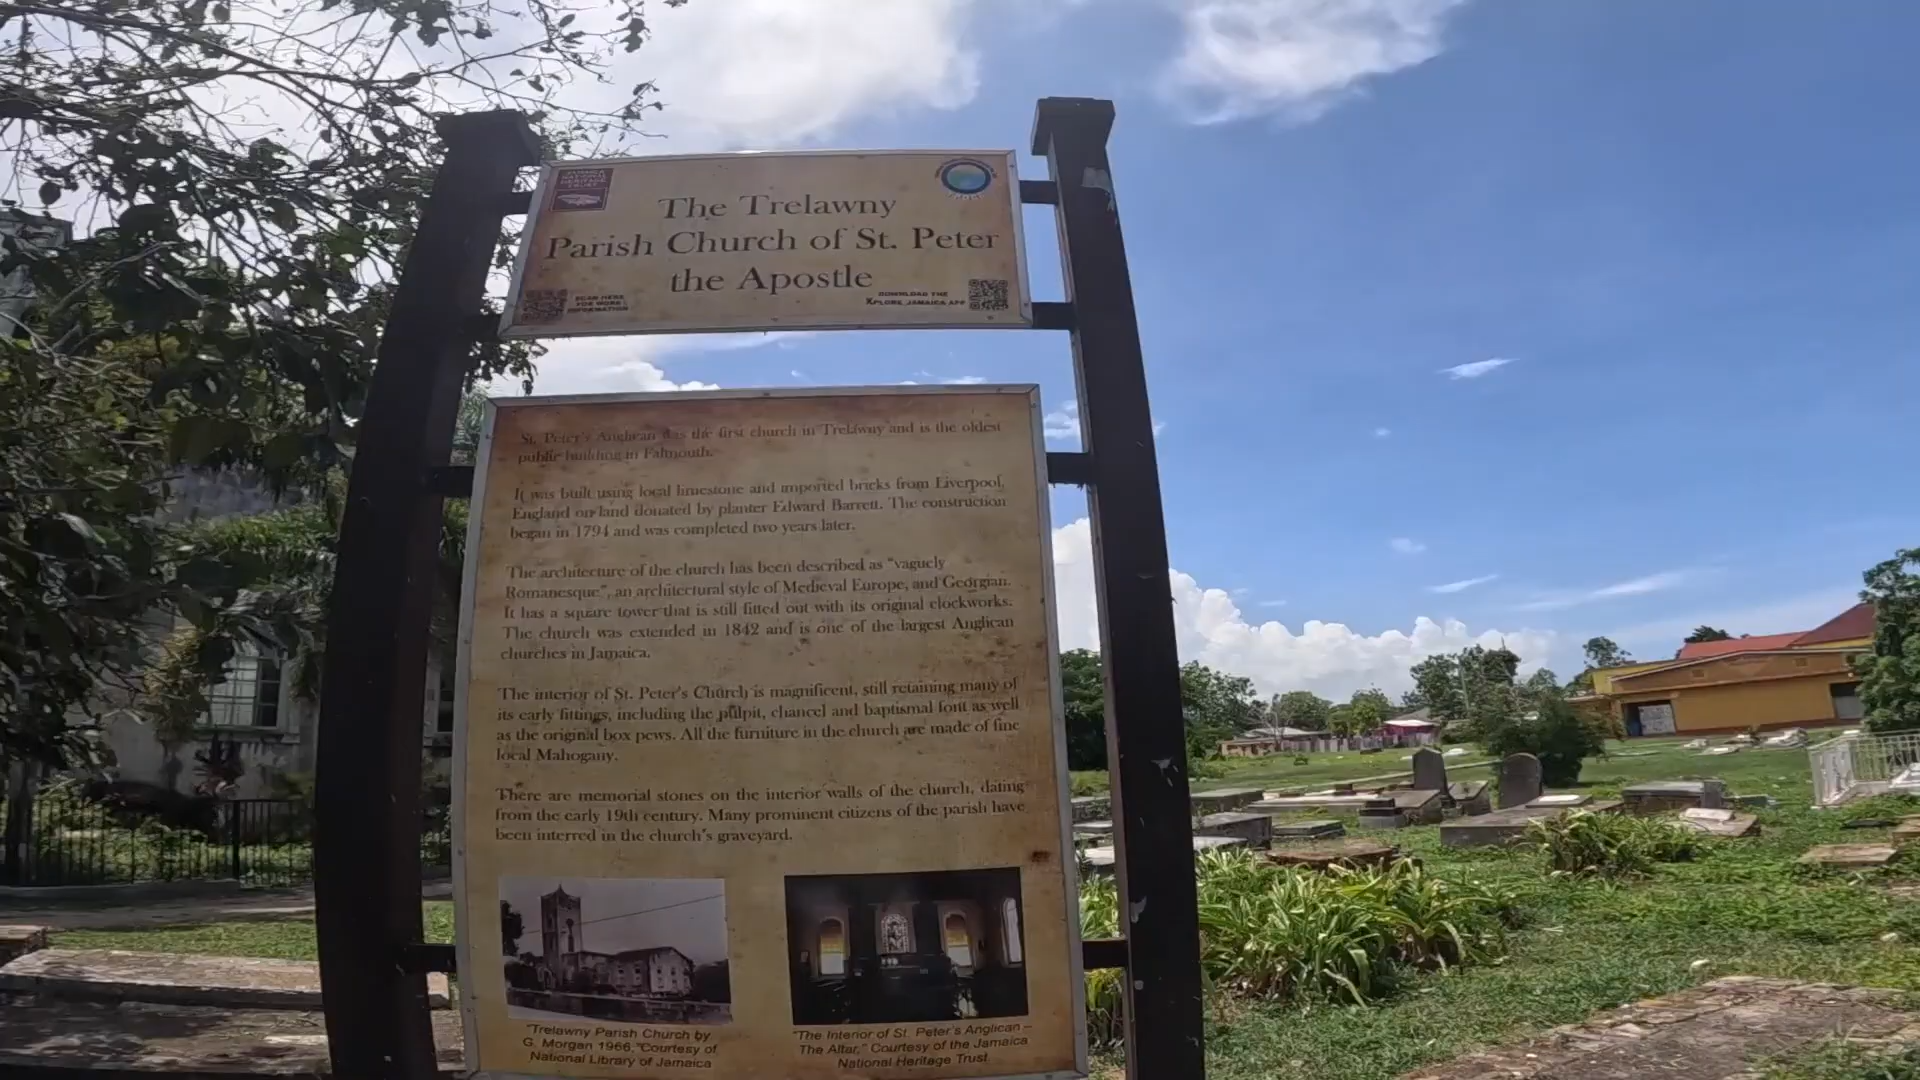 JAMAICA
NATIONAL
HERITAGE
TRUST
The Trelawny
Parish Church of St. Peter
the Apostle
SCAN HERE
FOR MORE
INFORMATION
DOWNLOAD THE
XPLORE JAMAICA APP
St. Peter's Anglican was the first church in Trelawny and is the oldest
public building in Falmouth.
It was built using local limestone and imported bricks from Liverpool,
England on land donated by planter Edward Barrett. The construction
began in 1794 and was completed two years later.
The architecture of the church has been described as "vaguely
Romanesque", an architectural style of Medieval Europe, and Georgian.
It has a square tower that is still fitted out with its original clockworks.
The church was extended in 1842 and is one of the largest Anglican
churches in Jamaica.
The interior of St. Peter's Church is magnificent, still retaining many of
its early fittings, including the pulpit, chancel and baptismal font as well
as the original box pews. All the furniture in the church are made of fine
local Mahogany.
There are memorial stones on the interior walls of the church, dating
from the early 19th century. Many prominent citizens of the parish have
been interred in the church's graveyard.
"Trelawny Parish Church by
G. Morgan 1966," Courtesy of
National Library of Jamaica
"The Interior of St. Peter's Anglican –
The Altar," Courtesy of the Jamaica
National Heritage Trust